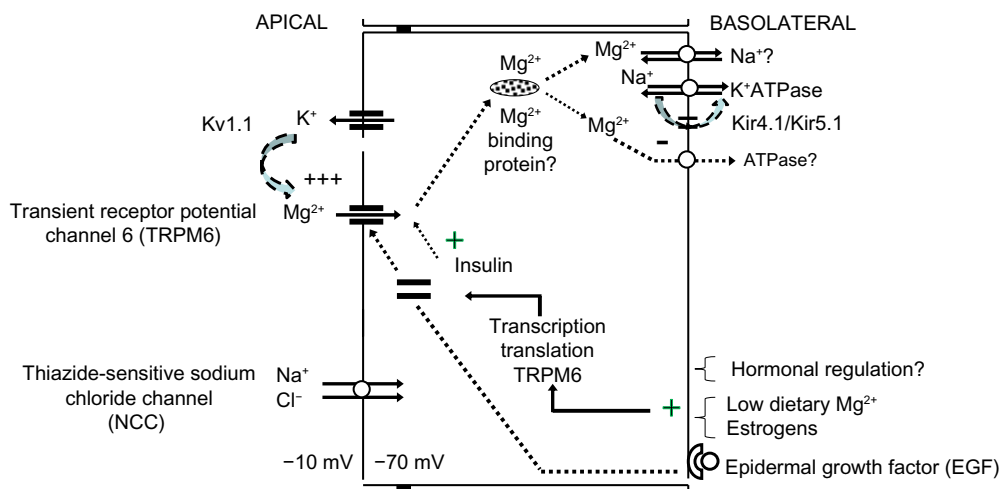 APICAL
BASOLATERAL
Mg²⁺
Na⁺?
Mg²⁺
Na⁺
K⁺ATPase
Kv1.1
K⁺
Mg²⁺
binding
protein?
Mg²⁺
Kir4.1/Kir5.1
-
ATPase?
+++
Transient receptor potential
channel 6 (TRPM6)
Mg²⁺
+
Insulin
Transcription
translation
TRPM6
Thiazide-sensitive sodium
chloride channel
(NCC)
Na⁺
Cl⁻
Hormonal regulation?
+
Low dietary Mg²⁺
Estrogens
−10 mV
−70 mV
Epidermal growth factor (EGF)